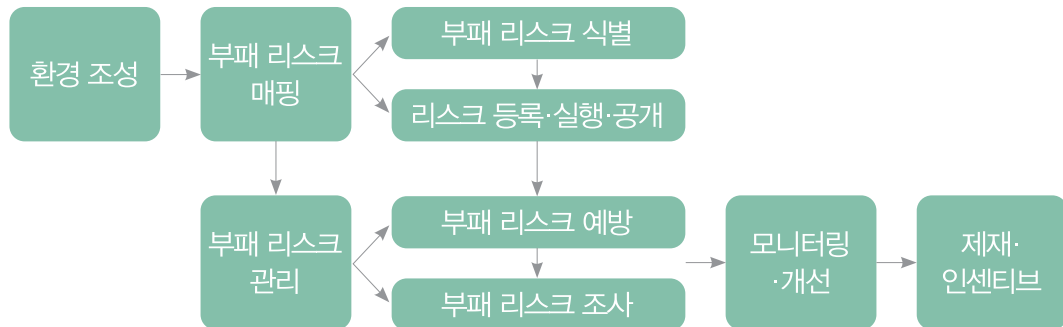 환경 조성
부패 리스크
매핑
부패 리스크 식별
리스크 등록·실행·공개
부패 리스크
관리
부패 리스크 예방
부패 리스크 조사
모니터링
·개선
제재·
인센티브